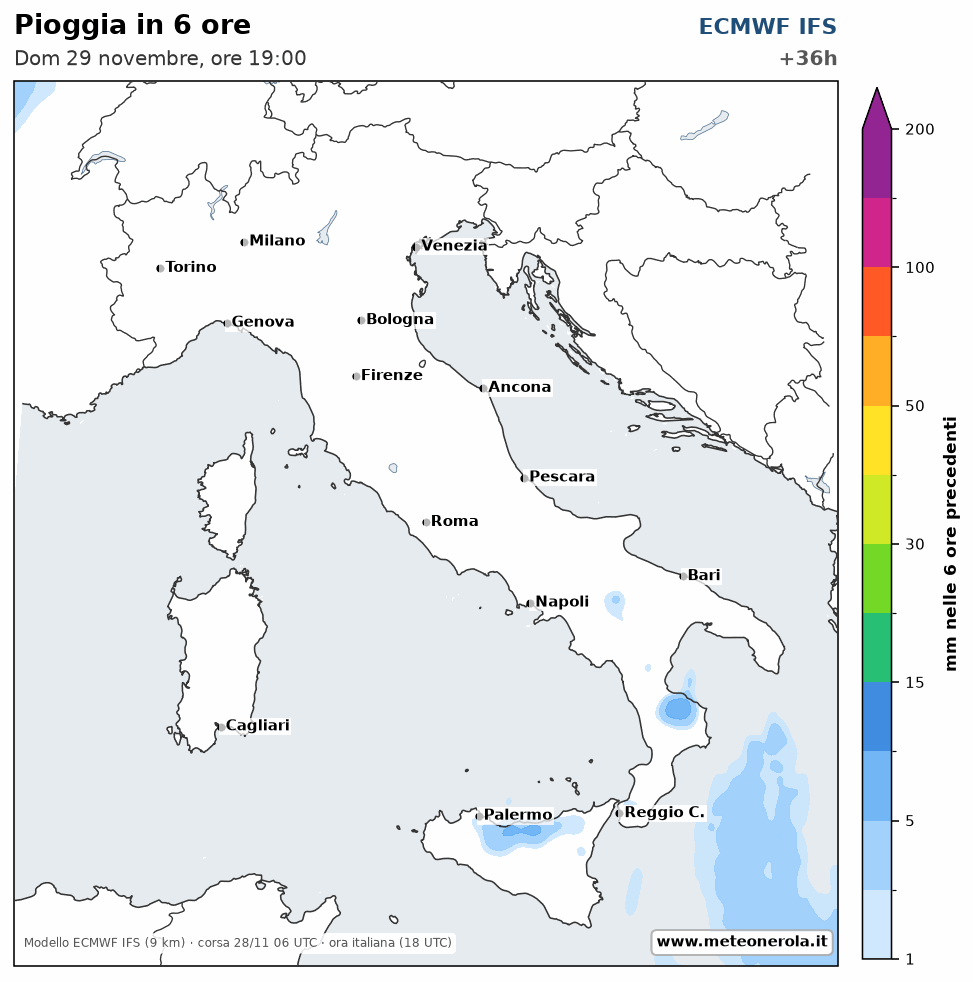 Pioggia in 6 ore
ECMWF IFS
Dom 29 novembre, ore 19:00
+36h
Milano
Venezia
Torino
Genova
Bologna
Firenze
Ancona
Pescara
Roma
Bari
Napoli
Cagliari
Palermo
Reggio C.
200
100
50
30
15
5
1
mm nelle 6 ore precedenti
Modello ECMWF IFS (9 km) · corsa 28/11 06 UTC · ora italiana (18 UTC)
www.meteonerola.it